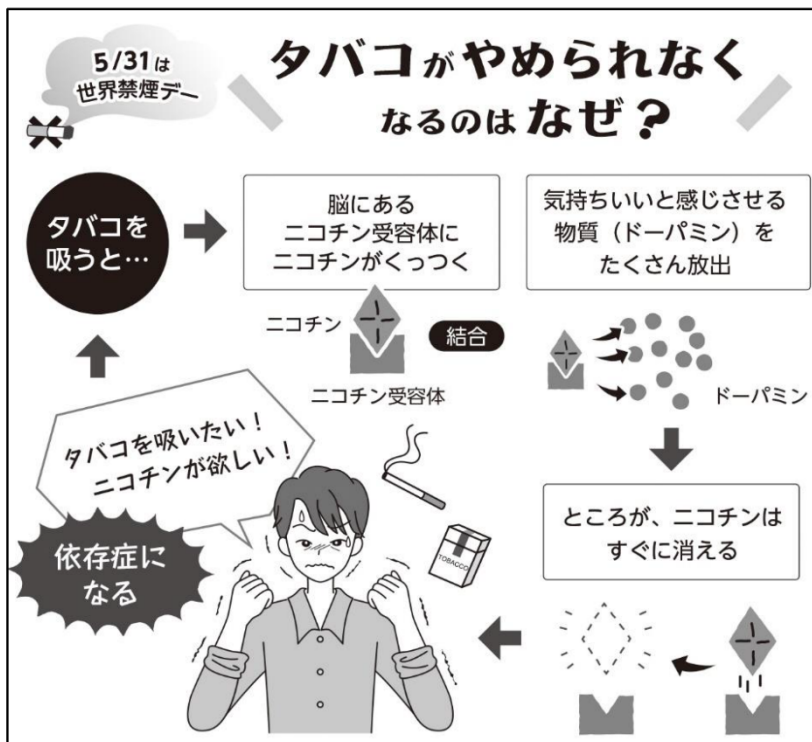 5/31は
世界禁煙デー
タバコがやめられなく
なるのはなぜ？
タバコを
吸うと…
脳にある
ニコチン受容体に
ニコチンがくっつく
ニコチン
結合
ニコチン受容体
気持ちいいと感じさせる
物質（ドーパミン）を
たくさん放出
ドーパミン
ところが、ニコチンは
すぐに消える
タバコを吸いたい！
ニコチンが欲しい！
依存症に
なる
TOBACCO